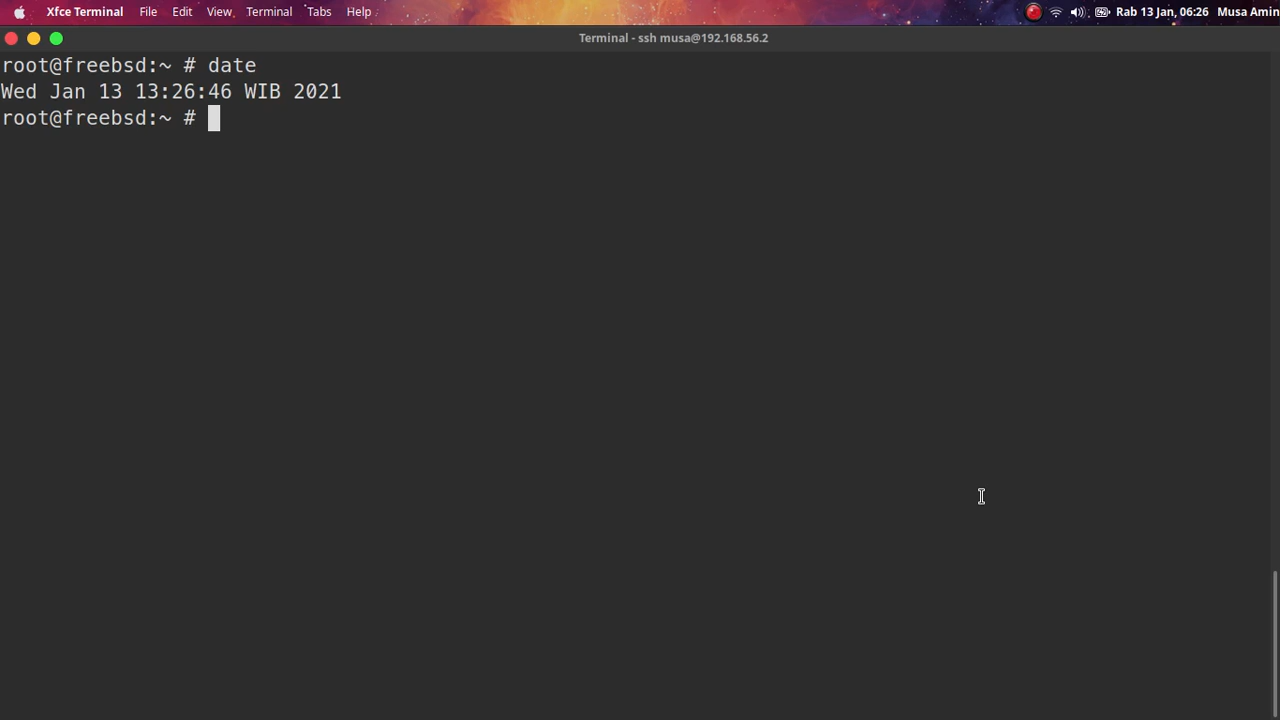 Xfce Terminal File Edit View Terminal Tabs Help Rab 13 Jan, 06:26 Musa Amin
Terminal - ssh musa@192.168.56.2
root@freebsd:~ # date
Wed Jan 13 13:26:46 WIB 2021
root@freebsd:~ #